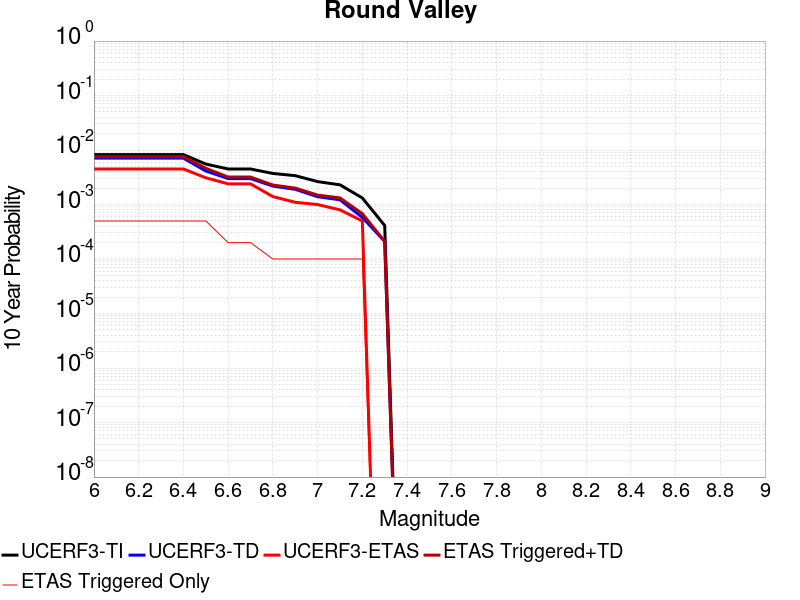 Round Valley
10^0
10^-1
10^-2
10^-3
10^-4
10^-5
10^-6
10^-7
10^-8
10 Year Probability
6 6.2 6.4 6.6 6.8 7 7.2 7.4 7.6 7.8 8 8.2 8.4 8.6 8.8 9
Magnitude
UCERF3-TI UCERF3-TD UCERF3-ETAS ETAS Triggered+TD
ETAS Triggered Only